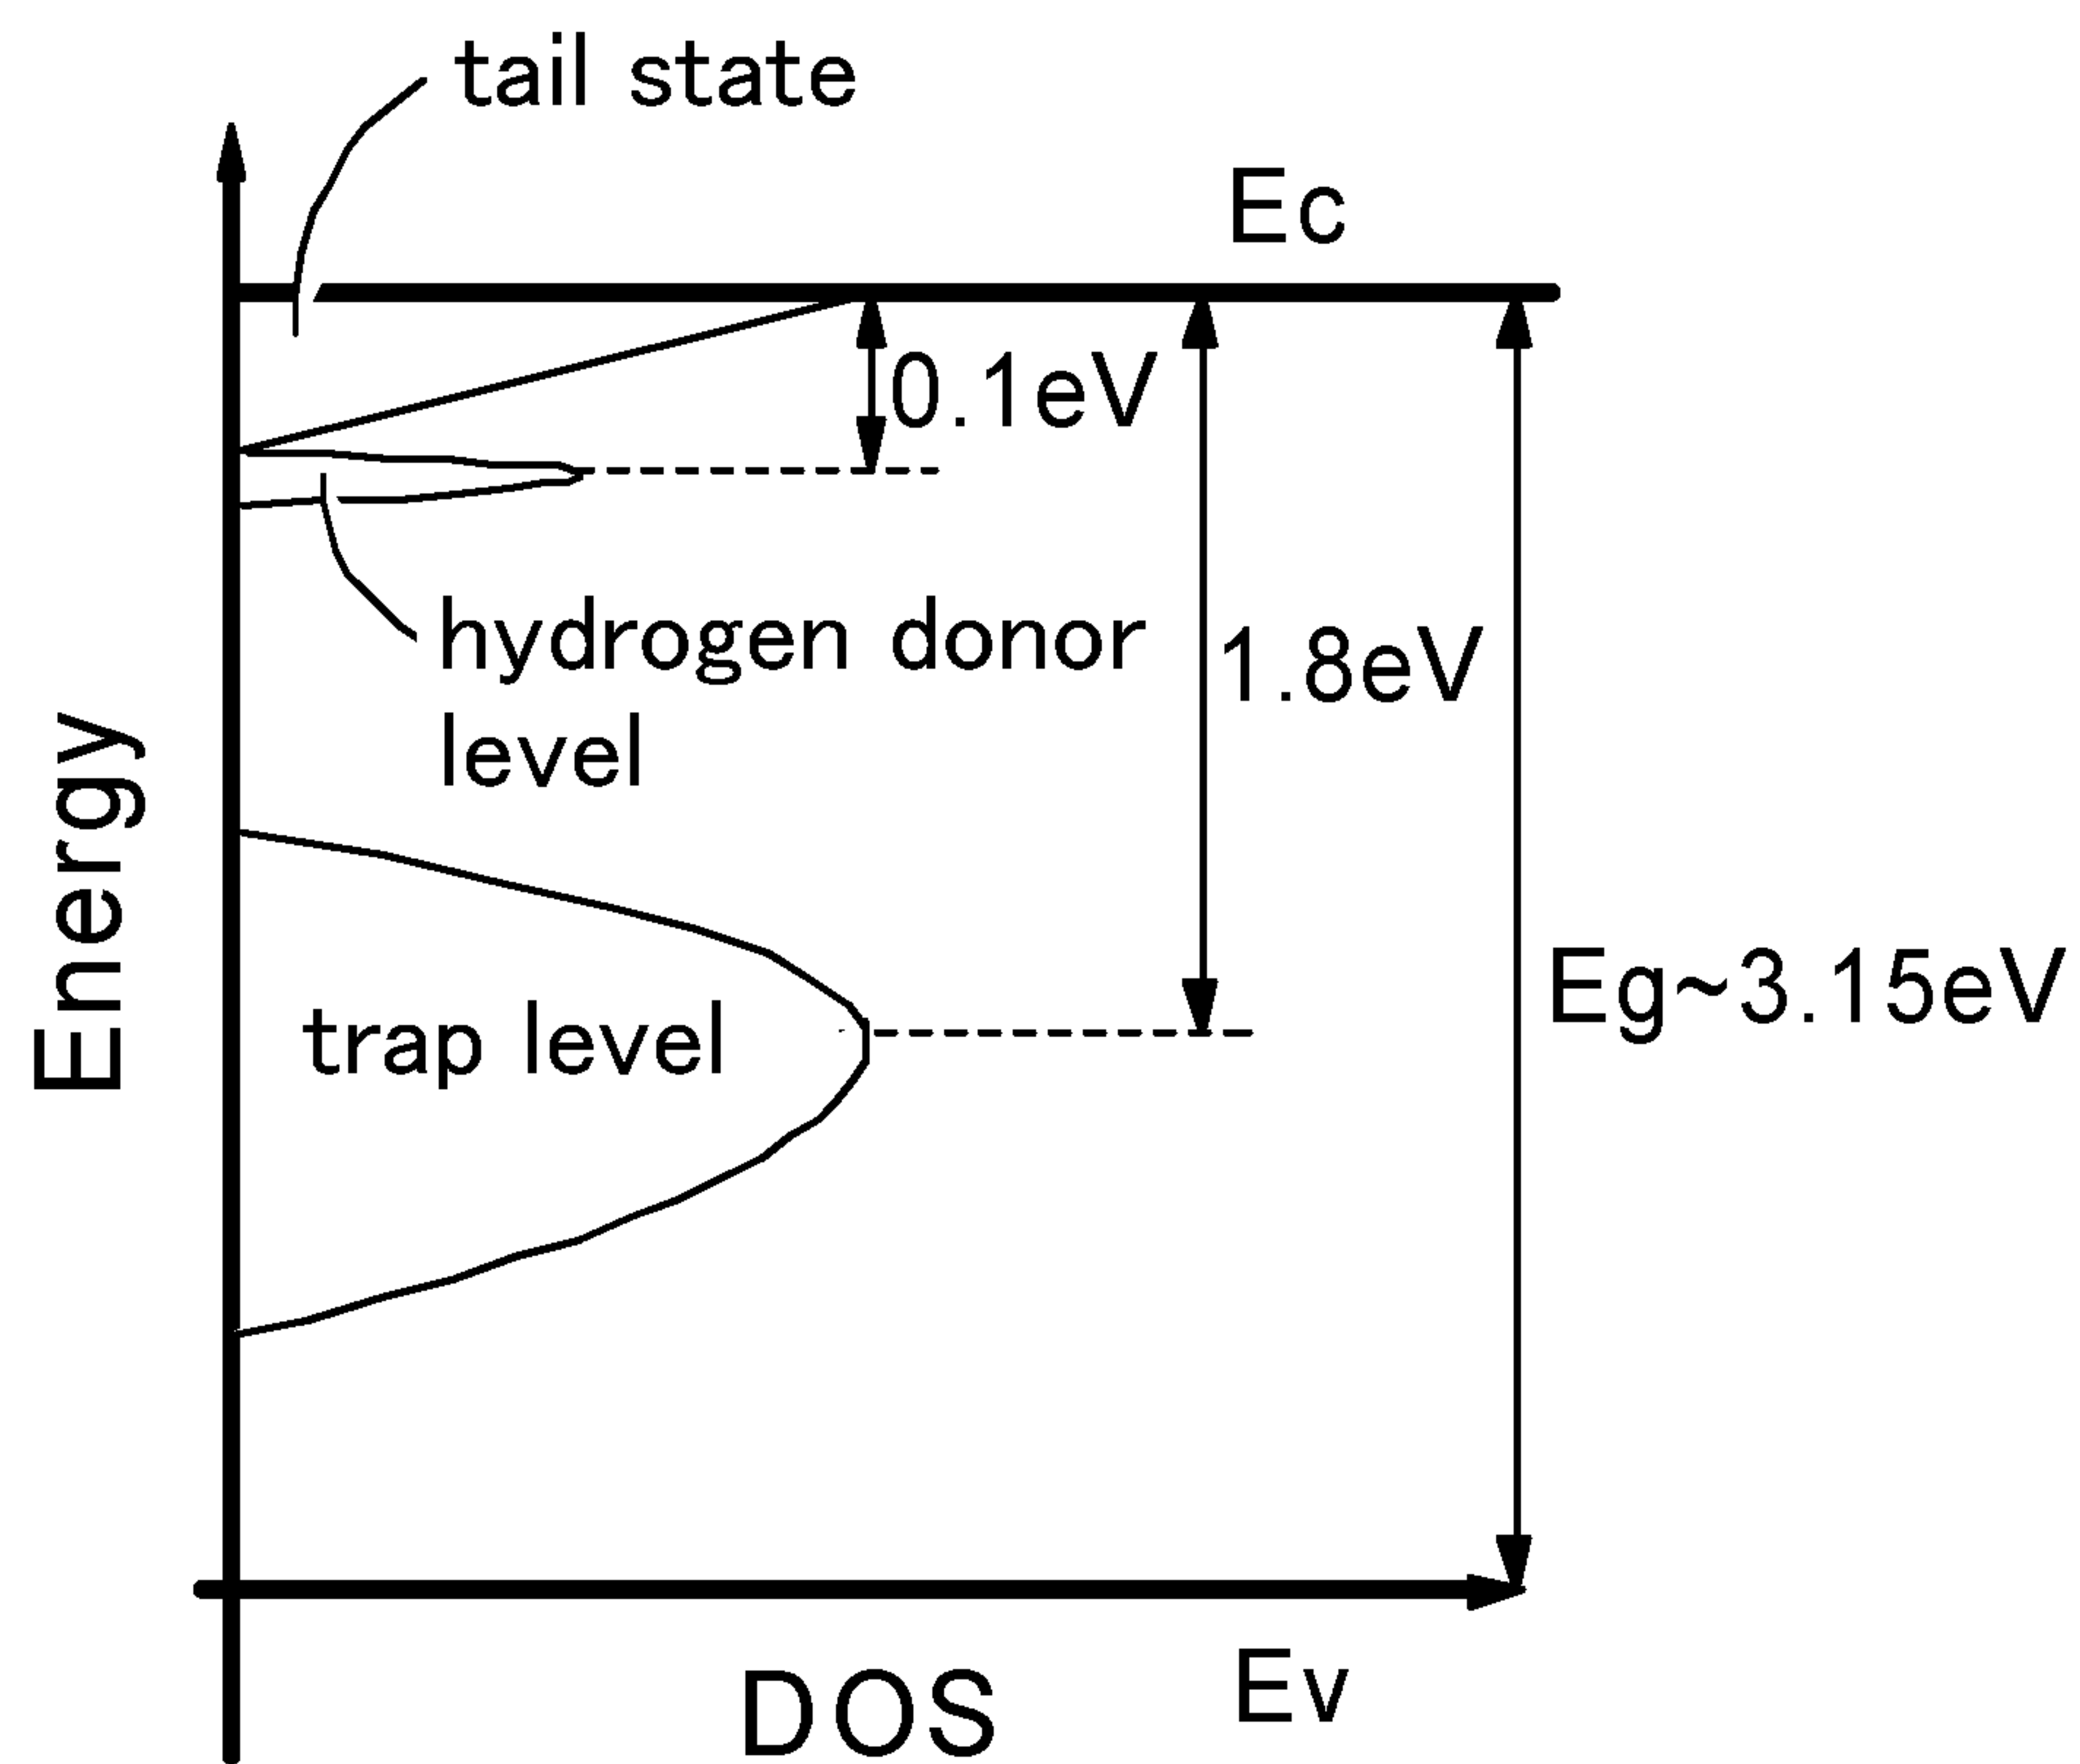 tail state
Ec
0.1eV
hydrogen donor
level
1.8eV
Energy
Eg~3.15eV
trap level
Ev
DOS